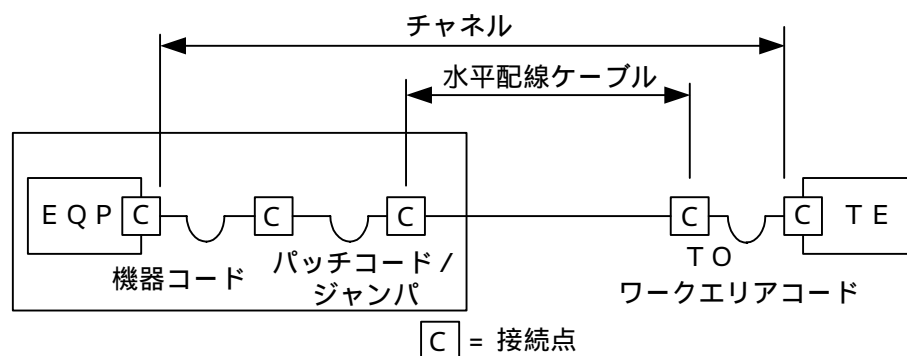 チャネル
水平配線ケーブル
EQP C C C C C TE
TO
機器コード
パッチコード/
ジャンパ
ワークエリアコード
C = 接続点